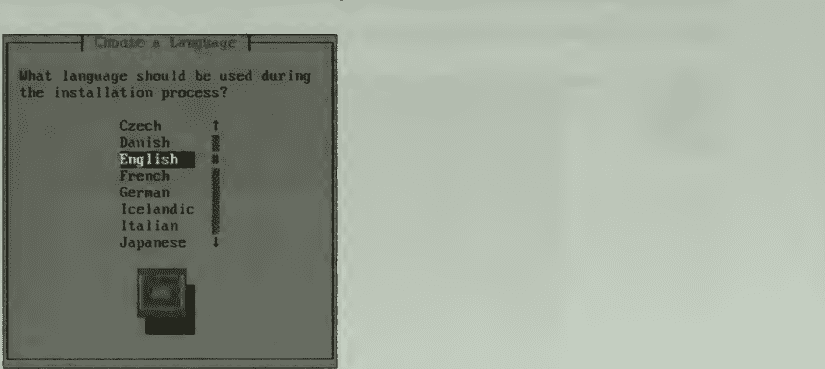 Choose a Language
What language should be used during
the installation process?
Czech
Danish
English
French
German
Icelandic
Italian
Japanese